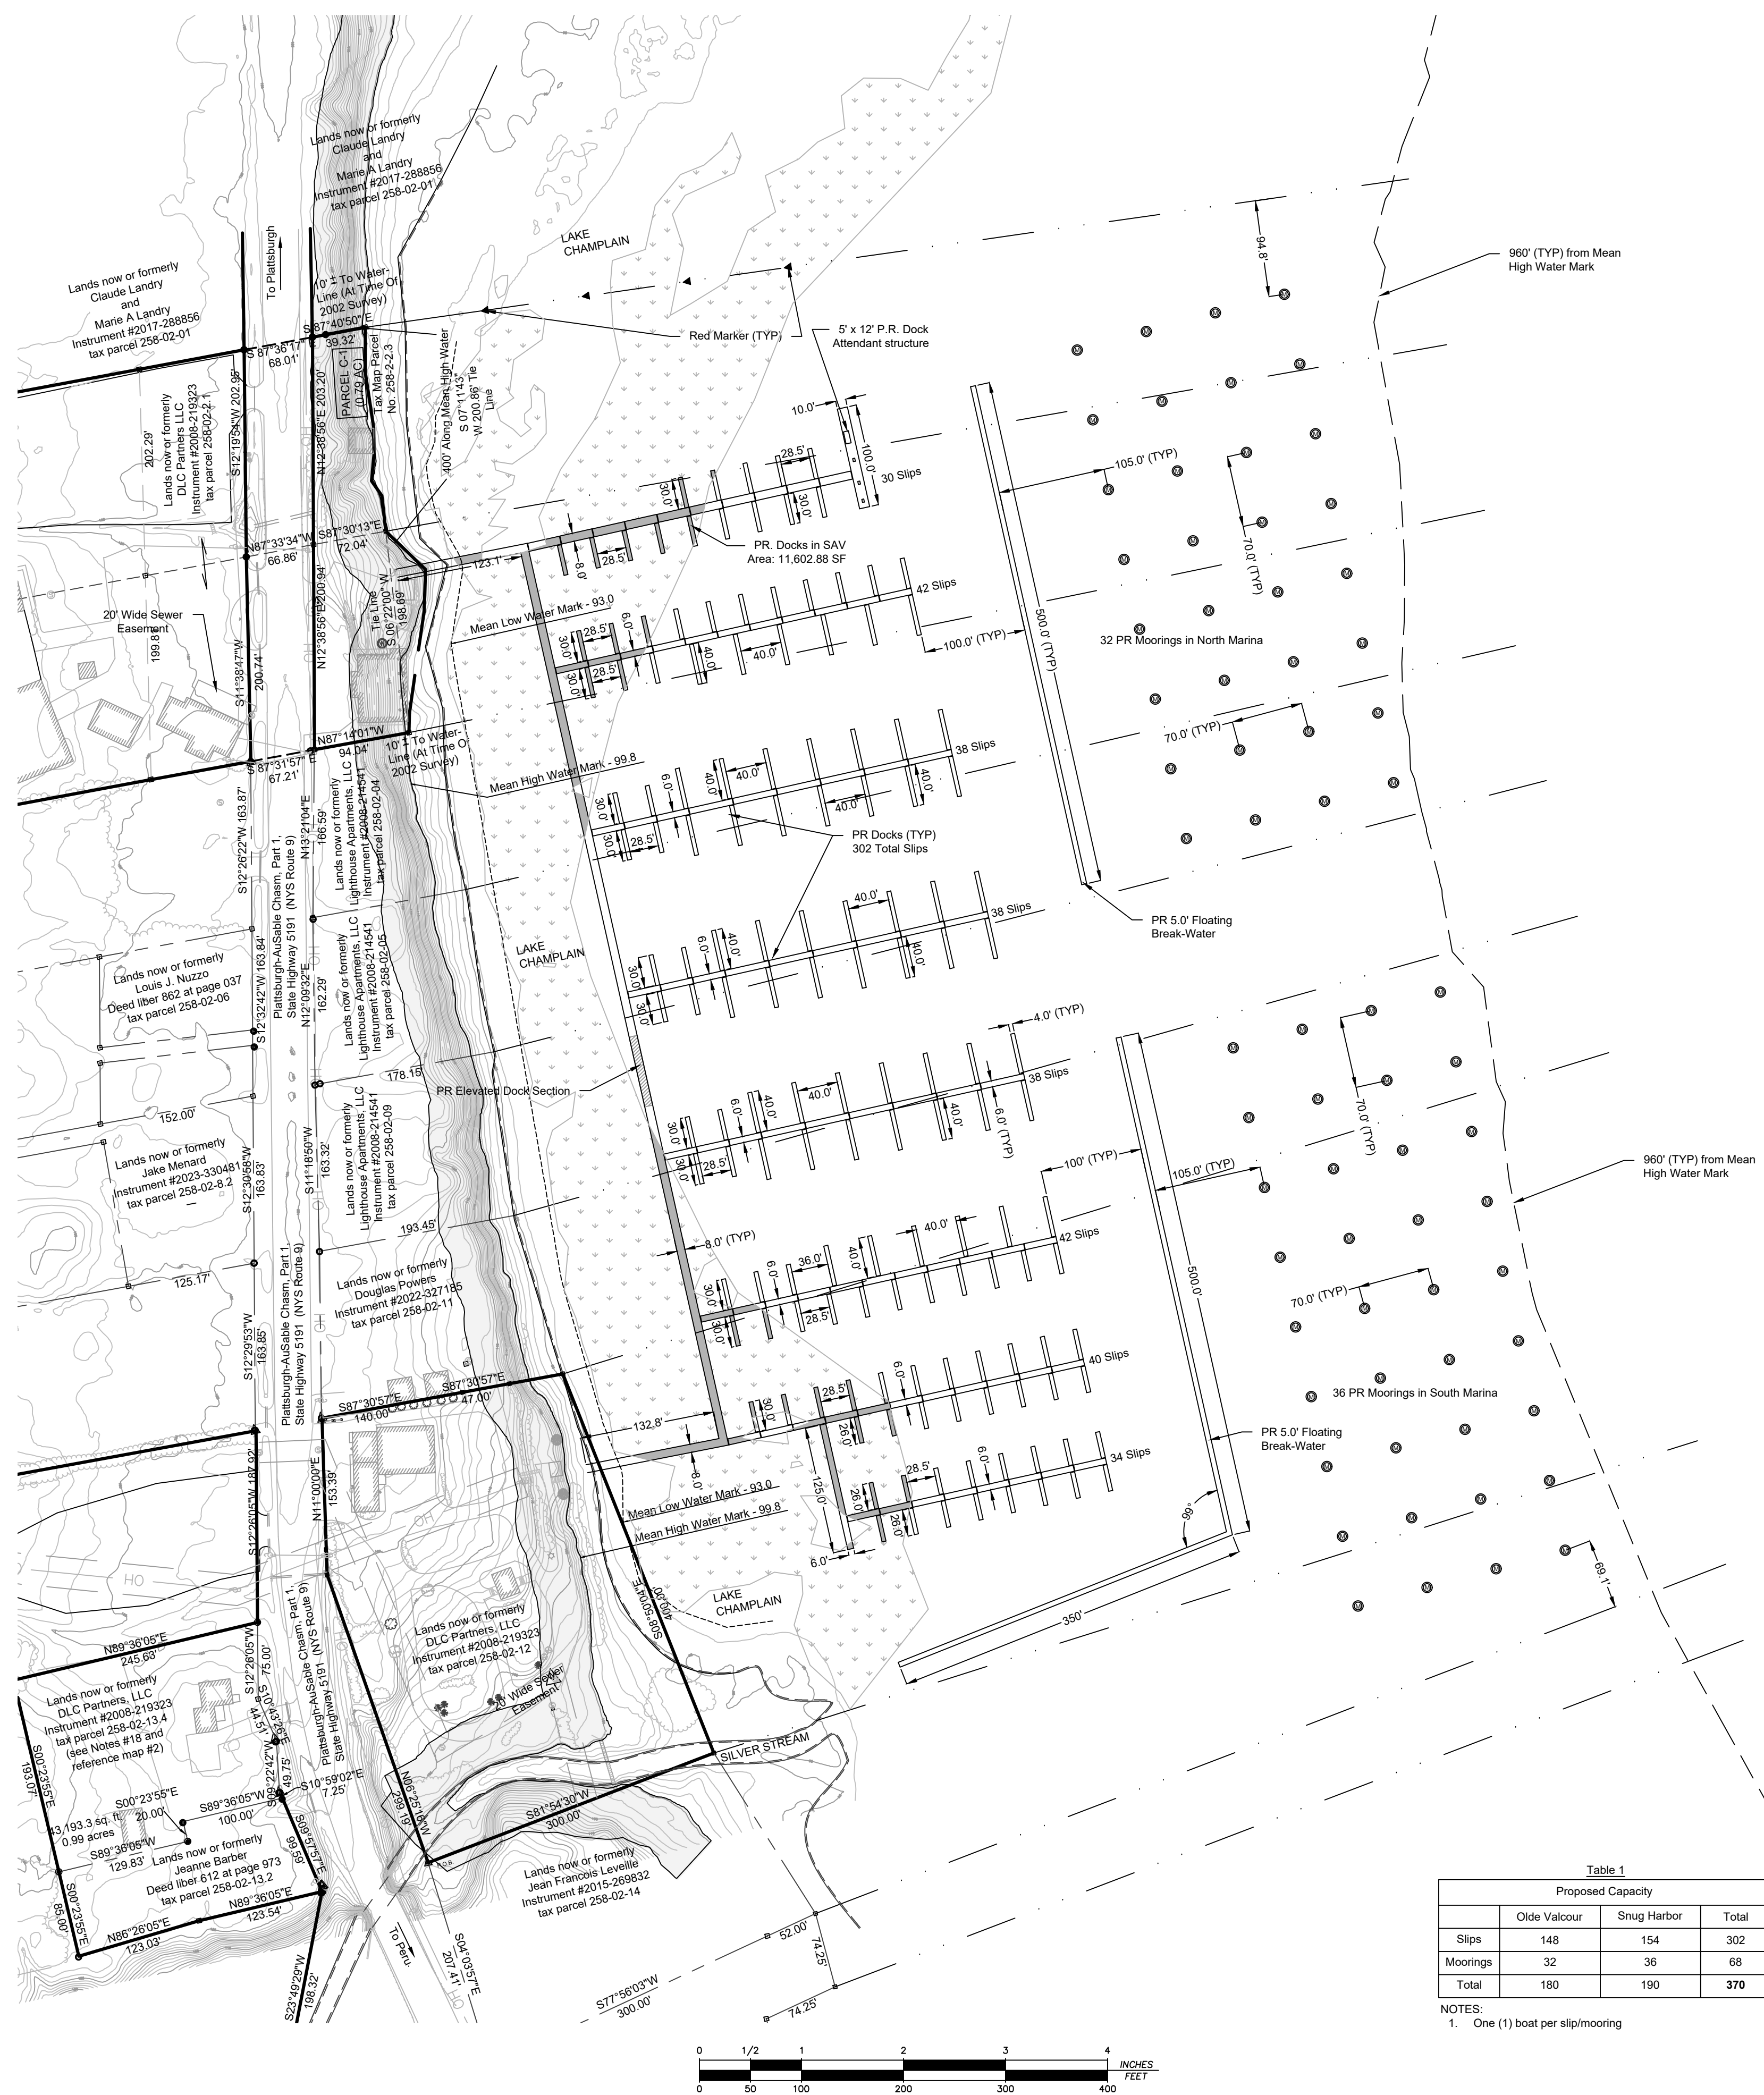 Lands now or formerly
Claude Landry
and
Marie A Landry
Instrument #2017-288856
tax parcel 258-02-01
To Plattsburgh
LAKE
CHAMPLAIN
94.8'
960' (TYP) from Mean
High Water Mark
Lands now or formerly
Claude Landry
and
Marie A Landry
Instrument #2017-288856
tax parcel 258-02-01
10' ± To Water-
Line (At Time Of
2002 Survey)
S 87°40'50" E
39.32'
S 87°36'17" E
68.01'
PARCEL C-1
(0.79 AC)
Tax Map Parcel
No. 258-2-2.3
400' Along Mean High Water
S 07°11'43"
W 200.86' Tie
Line
Red Marker (TYP)
5' x 12' P.R. Dock
Attendant structure
10.0'
100.0'
30 Slips
28.5'
30.0'
30.0'
PR. Docks in SAV
Area: 11,602.88 SF
8.0'
28.5'
123.1'
202.29'
Lands now or formerly
DLC Partners LLC
Instrument #2008-219323
tax parcel 258-02-2.1
S12°19'54"W 202.95'
N12°38'56"E 203.20'
N87°33'34"W
66.86'
S87°30'13"E
72.04'
Tie Line
S 06°22'00" W
198.69'
20' Wide Sewer
Easement
199.81'
S11°38'47"W
200.74'
N12°38'56"E 200.94'
Mean Low Water Mark - 93.0
42 Slips
30.0'
28.5'
6.0'
30.0'
28.5'
40.0'
40.0'
100.0' (TYP)
500.0' (TYP)
105.0' (TYP)
70.0' (TYP)
32 PR Moorings in North Marina
70.0' (TYP)
N87°14'01"W
94.04'
10' ± To Water-
Line (At Time Of
2002 Survey)
S 87°31'57" E
67.21'
Mean High Water Mark - 99.8
38 Slips
30.0'
30.0'
28.5'
6.0'
40.0'
40.0'
40.0'
40.0'
PR Docks (TYP)
302 Total Slips
S12°26'22"W 163.87'
Plattsburgh-AuSable Chasm, Part 1,
State Highway 5191 (NYS Route 9)
N13°21'04"E
166.59'
Lands now or formerly
Lighthouse Apartments, LLC
Instrument #2008-214541
tax parcel 258-02-04
PR 5.0' Floating
Break-Water
38 Slips
40.0'
30.0'
30.0'
6.0'
40.0'
40.0'
LAKE
CHAMPLAIN
Lands now or formerly
Louis J. Nuzzo
Deed liber 862 at page 037
tax parcel 258-02-06
S12°32'42"W 163.84'
N12°09'32"E
162.29'
Lands now or formerly
Lighthouse Apartments, LLC
Instrument #2008-214541
tax parcel 258-02-05
178.15'
PR Elevated Dock Section
4.0' (TYP)
38 Slips
30.0'
30.0'
28.5'
6.0'
40.0'
40.0'
40.0'
6.0' (TYP)
152.00'
Lands now or formerly
Jake Menard
Instrument #2023-330481
tax parcel 258-02-8.2
S12°30'58"W
163.83'
S11°18'50"W
163.32'
Lands now or formerly
Lighthouse Apartments, LLC
Instrument #2008-214541
tax parcel 258-02-09
193.45'
100' (TYP)
105.0' (TYP)
70.0' (TYP)
960' (TYP) from Mean
High Water Mark
8.0' (TYP)
42 Slips
30.0'
30.0'
6.0'
36.0'
28.5'
40.0'
40.0'
500.0'
70.0' (TYP)
125.17'
S12°29'53"W
163.85'
Plattsburgh-AuSable Chasm, Part 1,
State Highway 5191 (NYS Route 9)
Lands now or formerly
Douglas Powers
Instrument #2022-327185
tax parcel 258-02-11
S87°30'57"E
140.00'
S87°30'57"E
47.00'
132.8'
40 Slips
30.0'
28.5'
6.0'
26.0'
8.0'
36 PR Moorings in South Marina
PR 5.0' Floating
Break-Water
34 Slips
125.0'
26.0'
26.0'
28.5'
6.0'
6.0'
96°
350'
69.1'
Mean Low Water Mark - 93.0
Mean High Water Mark - 99.8
S12°26'05"W 187.92'
N11°00'00"E
153.39'
S08°50'04"E
400.00'
LAKE
CHAMPLAIN
Lands now or formerly
DLC Partners, LLC
Instrument #2008-219323
tax parcel 258-02-12
20' Wide Sewer
Easement
SILVER STREAM
N89°36'05"E
245.63'
Lands now or formerly
DLC Partners, LLC
Instrument #2008-219323
tax parcel 258-02-13.4
(see Notes #18 and
reference map #2)
S12°26'05"W
75.00'
S10°43'26"E
44.51'
Plattsburgh-AuSable Chasm, Part 1,
State Highway 5191 (NYS Route 9)
S09°22'42"W
49.75'
S10°59'02"E
7.25'
S00°23'55"E
193.07'
S00°23'55"E
20.00'
S89°36'05"W
100.00'
43,193.3 sq. ft.
0.99 acres
S89°36'05"W
129.83'
Lands now or formerly
Jeanne Barber
Deed liber 612 at page 973
tax parcel 258-02-13.2
S09°57'57"E
99.59'
N06°25'16"W
299.19'
S81°54'30"W
300.00'
S00°23'55"E
85.00'
N86°26'05"E
123.03'
N89°36'05"E
123.54'
Lands now or formerly
Jean Francois Leveille
Instrument #2015-269832
tax parcel 258-02-14
To Peru
S04°03'57"E
207.41'
S23°49'29"W
198.32'
52.00'
74.25'
74.25'
S77°56'03"W
300.00'
Table 1
Proposed Capacity
Olde Valcour Snug Harbor Total
Slips 148 154 302
Moorings 32 36 68
Total 180 190 370
NOTES:
1. One (1) boat per slip/mooring
0 1/2 1 2 3 4 INCHES
0 50 100 200 300 400 FEET